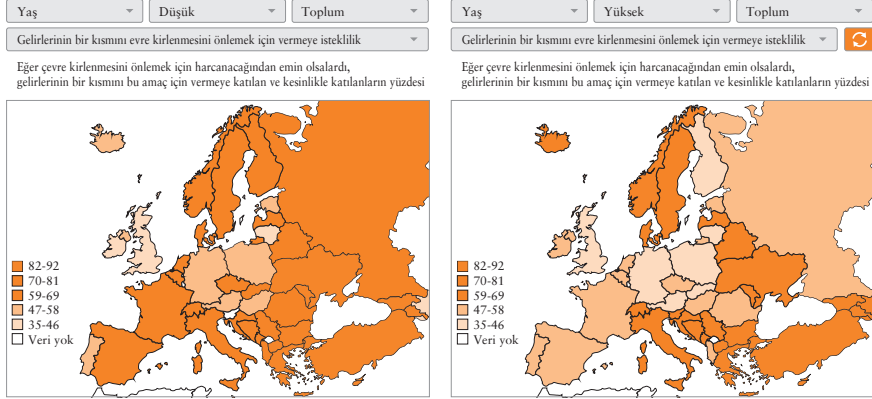 Yaş
Düşük
Toplum
Gelirlerinin bir kısmını evre kirlenmesini önlemek için vermeye isteklilik
Eğer çevre kirlenmesini önlemek için harcanacağından emin olsalardı,
gelirlerinin bir kısmını bu amaç için vermeye katılan ve kesinlikle katılanların yüzdesi
82-92
70-81
59-69
47-58
35-46
Veri yok
Yaş
Yüksek
Toplum
Gelirlerinin bir kısmını evre kirlenmesini önlemek için vermeye isteklilik
Eğer çevre kirlenmesini önlemek için harcanacağından emin olsalardı,
gelirlerinin bir kısmını bu amaç için vermeye katılan ve kesinlikle katılanların yüzdesi
82-92
70-81
59-69
47-58
35-46
Veri yok